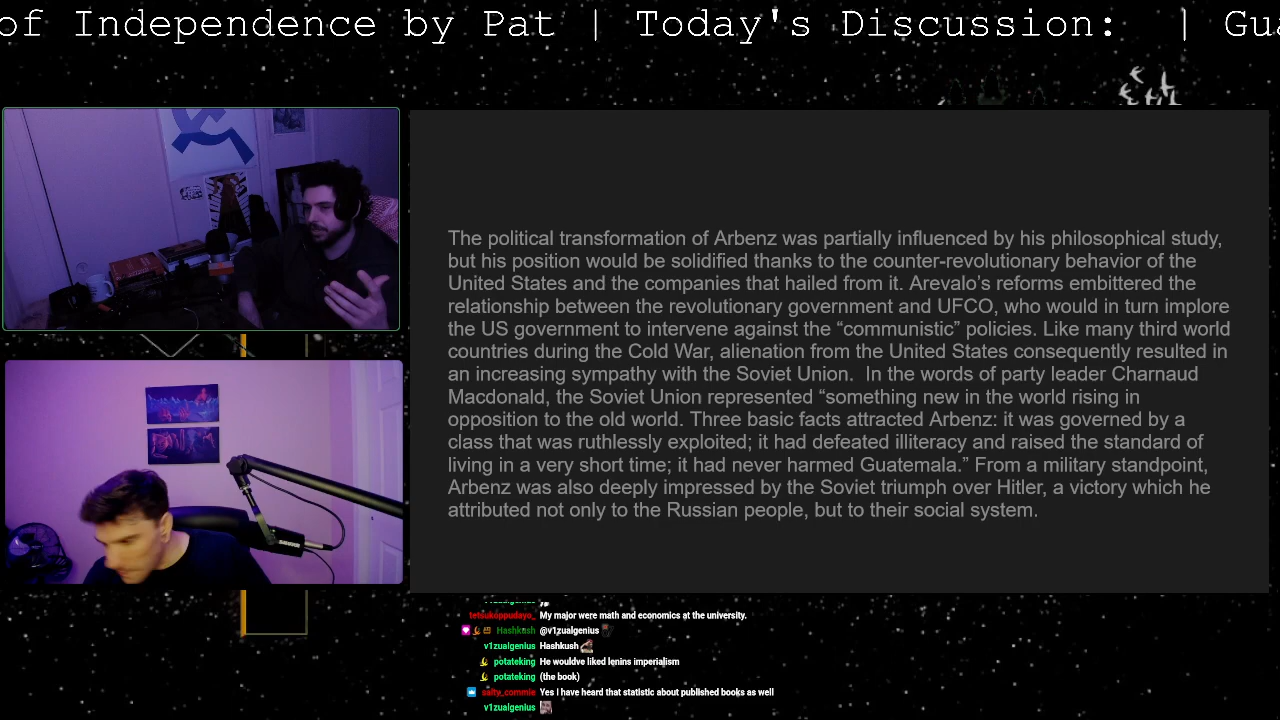 of Independence by Pat | Today's Discussion: | Gua
The political transformation of Arbenz was partially influenced by his philosophical study,
but his position would be solidified thanks to the counter-revolutionary behavior of the
United States and the companies that hailed from it. Arevalo’s reforms embittered the
relationship between the revolutionary government and UFCO, who would in turn implore
the US government to intervene against the “communistic” policies. Like many third world
countries during the Cold War, alienation from the United States consequently resulted in
an increasing sympathy with the Soviet Union. In the words of party leader Charnaud
Macdonald, the Soviet Union represented “something new in the world rising in
opposition to the old world. Three basic facts attracted Arbenz: it was governed by a
class that was ruthlessly exploited; it had defeated illiteracy and raised the standard of
living in a very short time; it had never harmed Guatemala.” From a military standpoint,
Arbenz was also deeply impressed by the Soviet triumph over Hitler, a victory which he
attributed not only to the Russian people, but to their social system.
My major were math and economics at the university.
Hashkush @v1zualgenius
v1zualgenius Hashkush
potateking He wouldve liked lenins imperialism
potateking (the book)
salty_commie Yes I have heard that statistic about published books as well
v1zualgenius